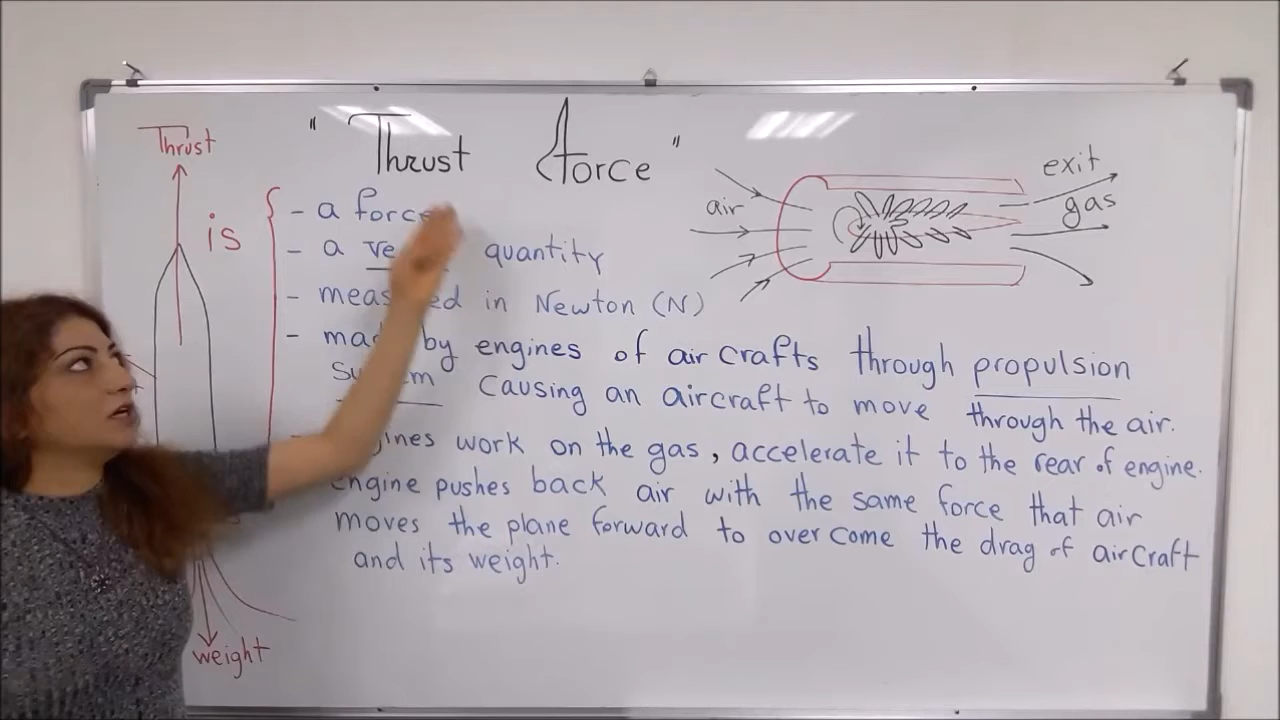 " Thrust force "
Thrust
is
- a force
- a quantity
- measured in Newton (N)
- made by engines of aircrafts through propulsion
system causing an aircraft to move through the air.
engines work on the gas, accelerate it to the rear of engine.
engine pushes back air with the same force that air
moves the plane forward to overcome the drag of aircraft
and its weight.
air
exit
gas
weight